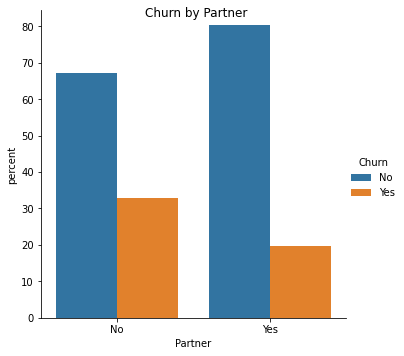 Churn by Partner
80
70
60
50
40
30
20
10
0
percent
No
Yes
Partner
Churn
No
Yes